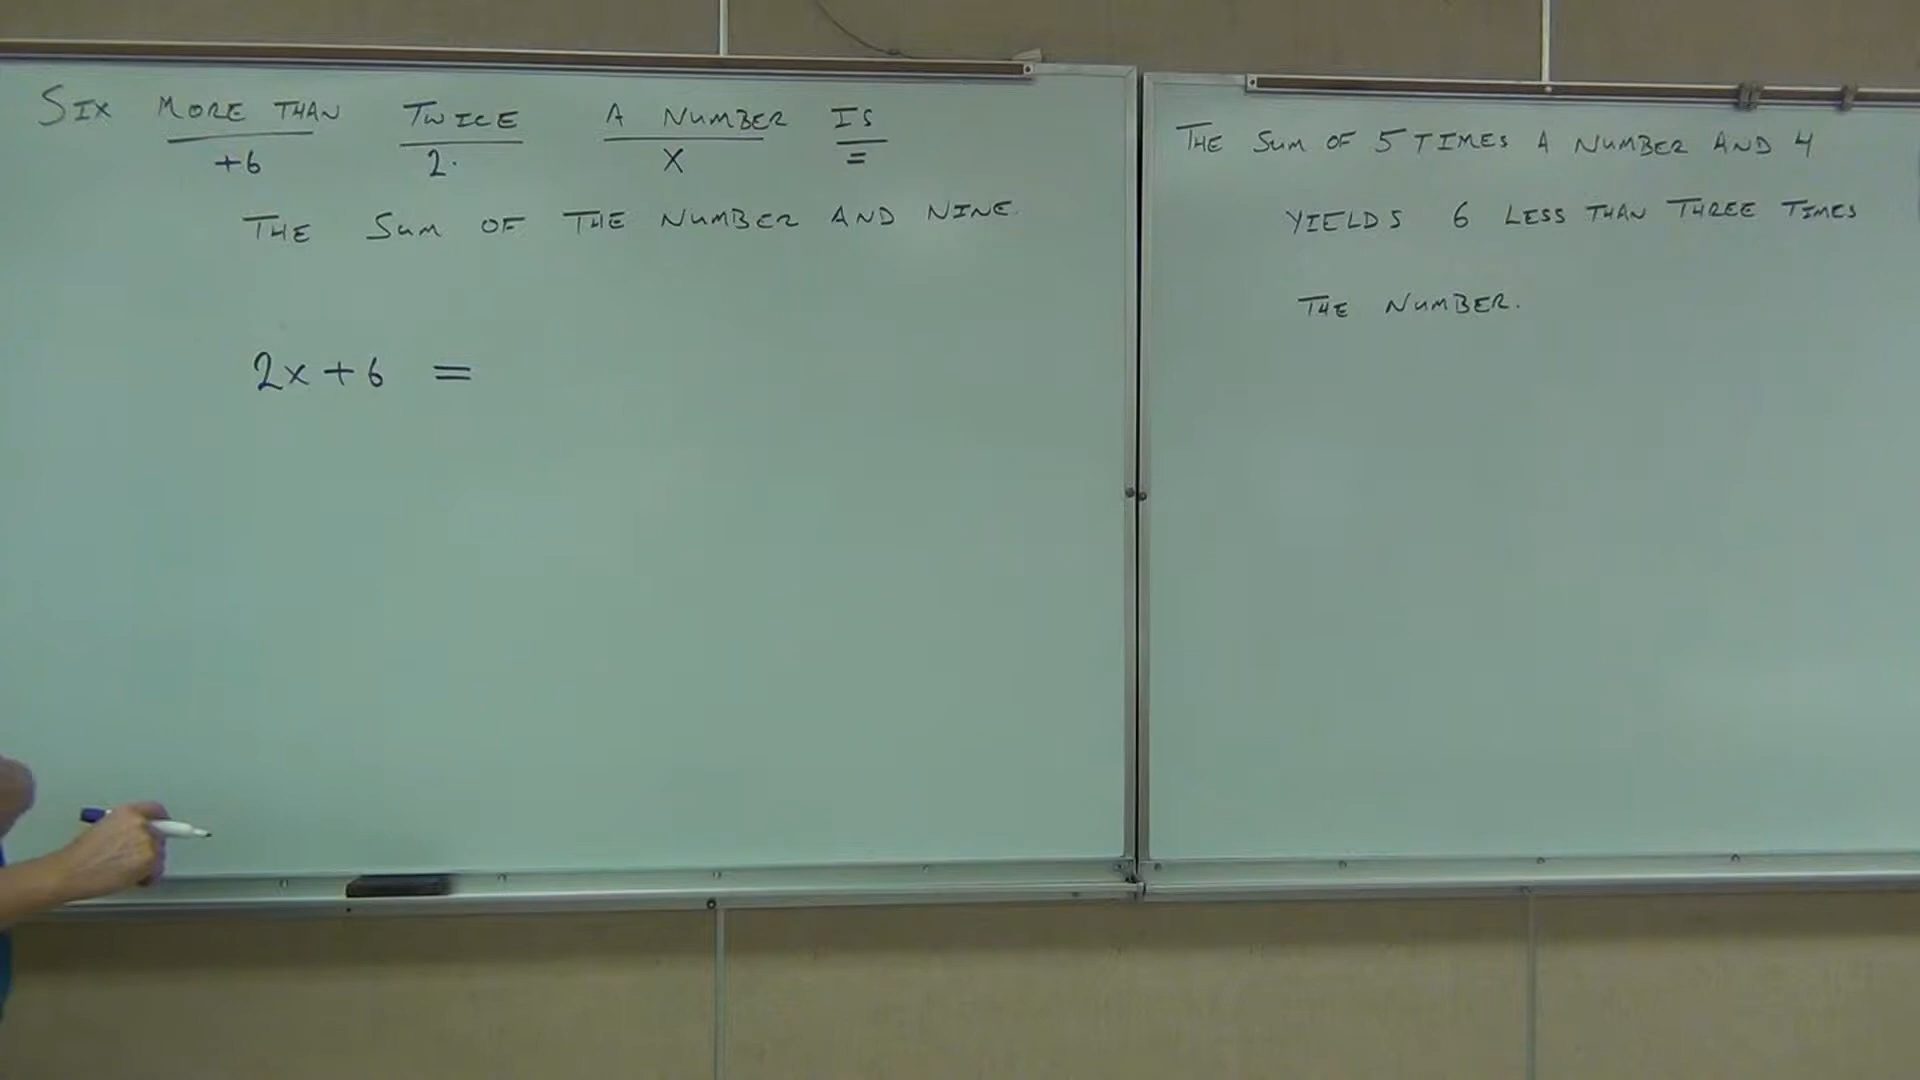 SIX MORE THAN TWICE A NUMBER IS
+6 2· X =
THE SUM OF THE NUMBER AND NINE.
2x + 6 =
THE SUM OF 5 TIMES A NUMBER AND 4
YIELDS 6 LESS THAN THREE TIMES
THE NUMBER.